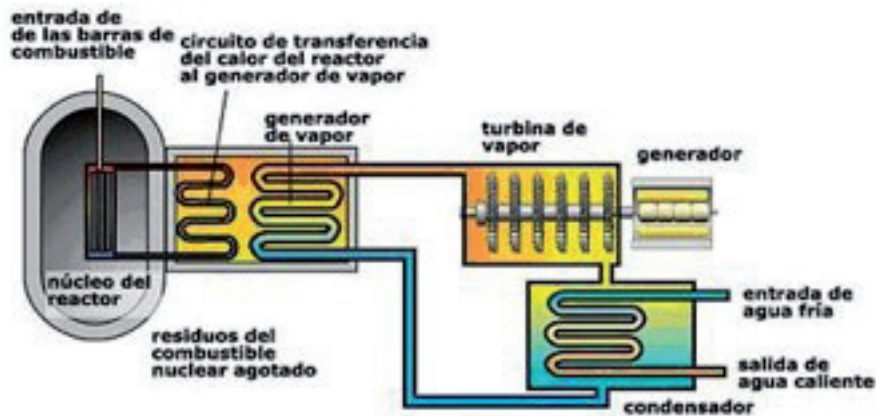 entrada de
de las barras de
combustible
circuito de transferencia
del calor del reactor
al generador de vapor
generador
de vapor
turbina de
vapor
generador
núcleo del
reactor
residuos del
combustible
nuclear agotado
entrada de
agua fría
salida de
agua caliente
condensador